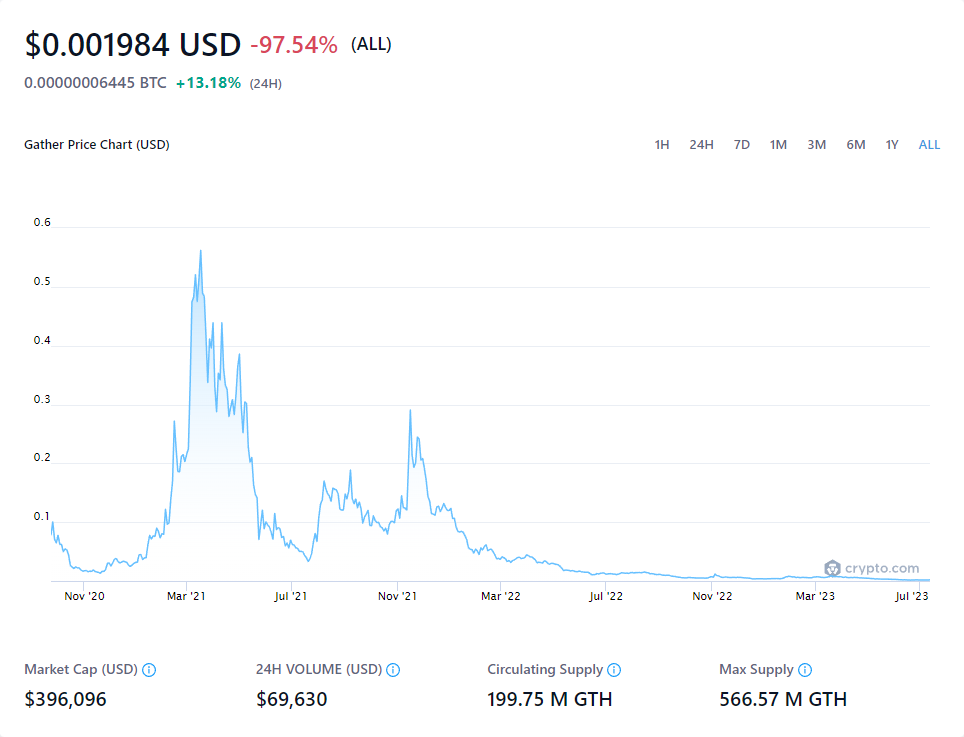 $0.001984 USD -97.54% (ALL)
0.00000006445 BTC +13.18% (24H)
Gather Price Chart (USD) 1H 24H 7D 1M 3M 6M 1Y ALL
0.6
0.5
0.4
0.3
0.2
0.1
crypto.com
Nov '20 Mar '21 Jul '21 Nov '21 Mar '22 Jul '22 Nov '22 Mar '23 Jul '23
Market Cap (USD) 24H VOLUME (USD) Circulating Supply Max Supply
$396,096 $69,630 199.75 M GTH 566.57 M GTH